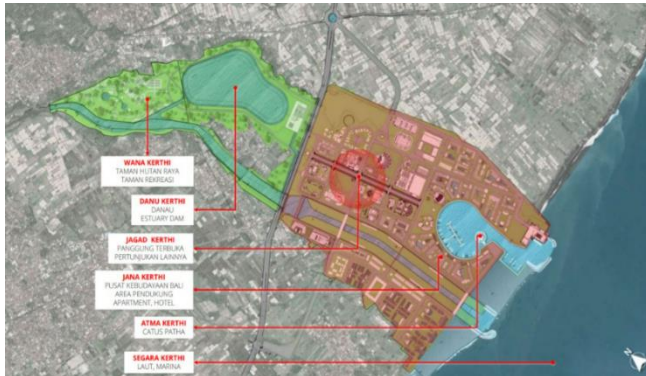 WANA KERTHI
TAMAN HUTAN RAYA
TAMAN REKREASI
DANU KERTHI
DANAU
ESTUARY DAM
JAGAD KERTHI
PANGGUNG TERBUKA
PERTUNJUKAN LAINNYA
JANA KERTHI
PUSAT KEBUDAYAAN BALI
AREA PENDUKUNG
APARTMENT, HOTEL
ATMA KERTHI
CATUS PATHA
SEGARA KERTHI
LAUT, MARINA